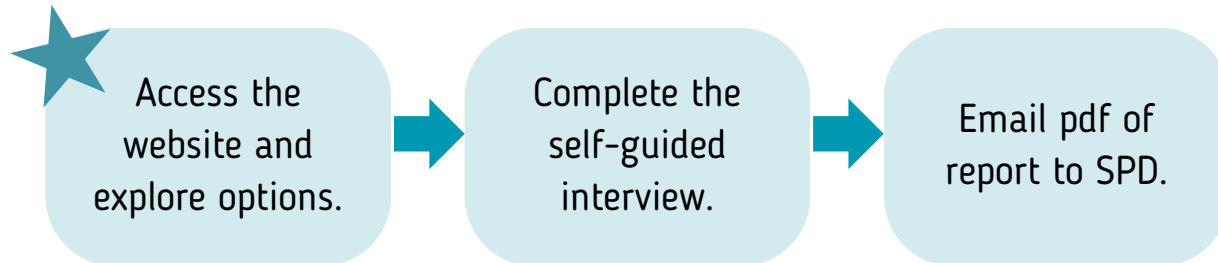 Access the
website and
explore options.
Complete the
self-guided
interview.
Email pdf of
report to SPD.